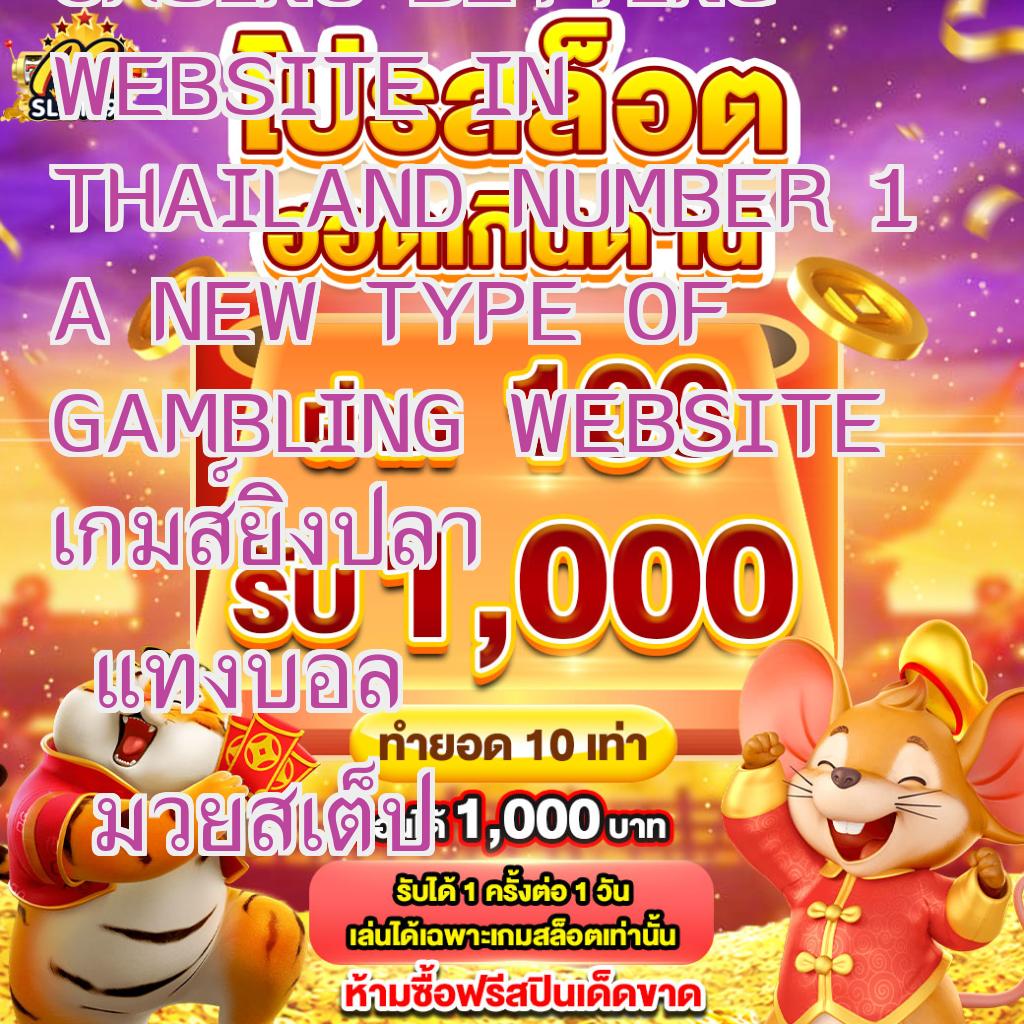 WEBSITE IN
THAILAND NUMBER 1
A NEW TYPE OF
GAMBLING WEBSITE
เกมส์ยิงปลา
แทงบอล
มวยสเต็ป
โปรสล็อต
รับ 1,000
ทำยอด 10 เท่า
1,000 บาท
รับได้ 1 ครั้งต่อ 1 วัน
เล่นได้เฉพาะเกมสล็อตเท่านั้น
ห้ามซื้อฟรีสปินเด็ดขาด